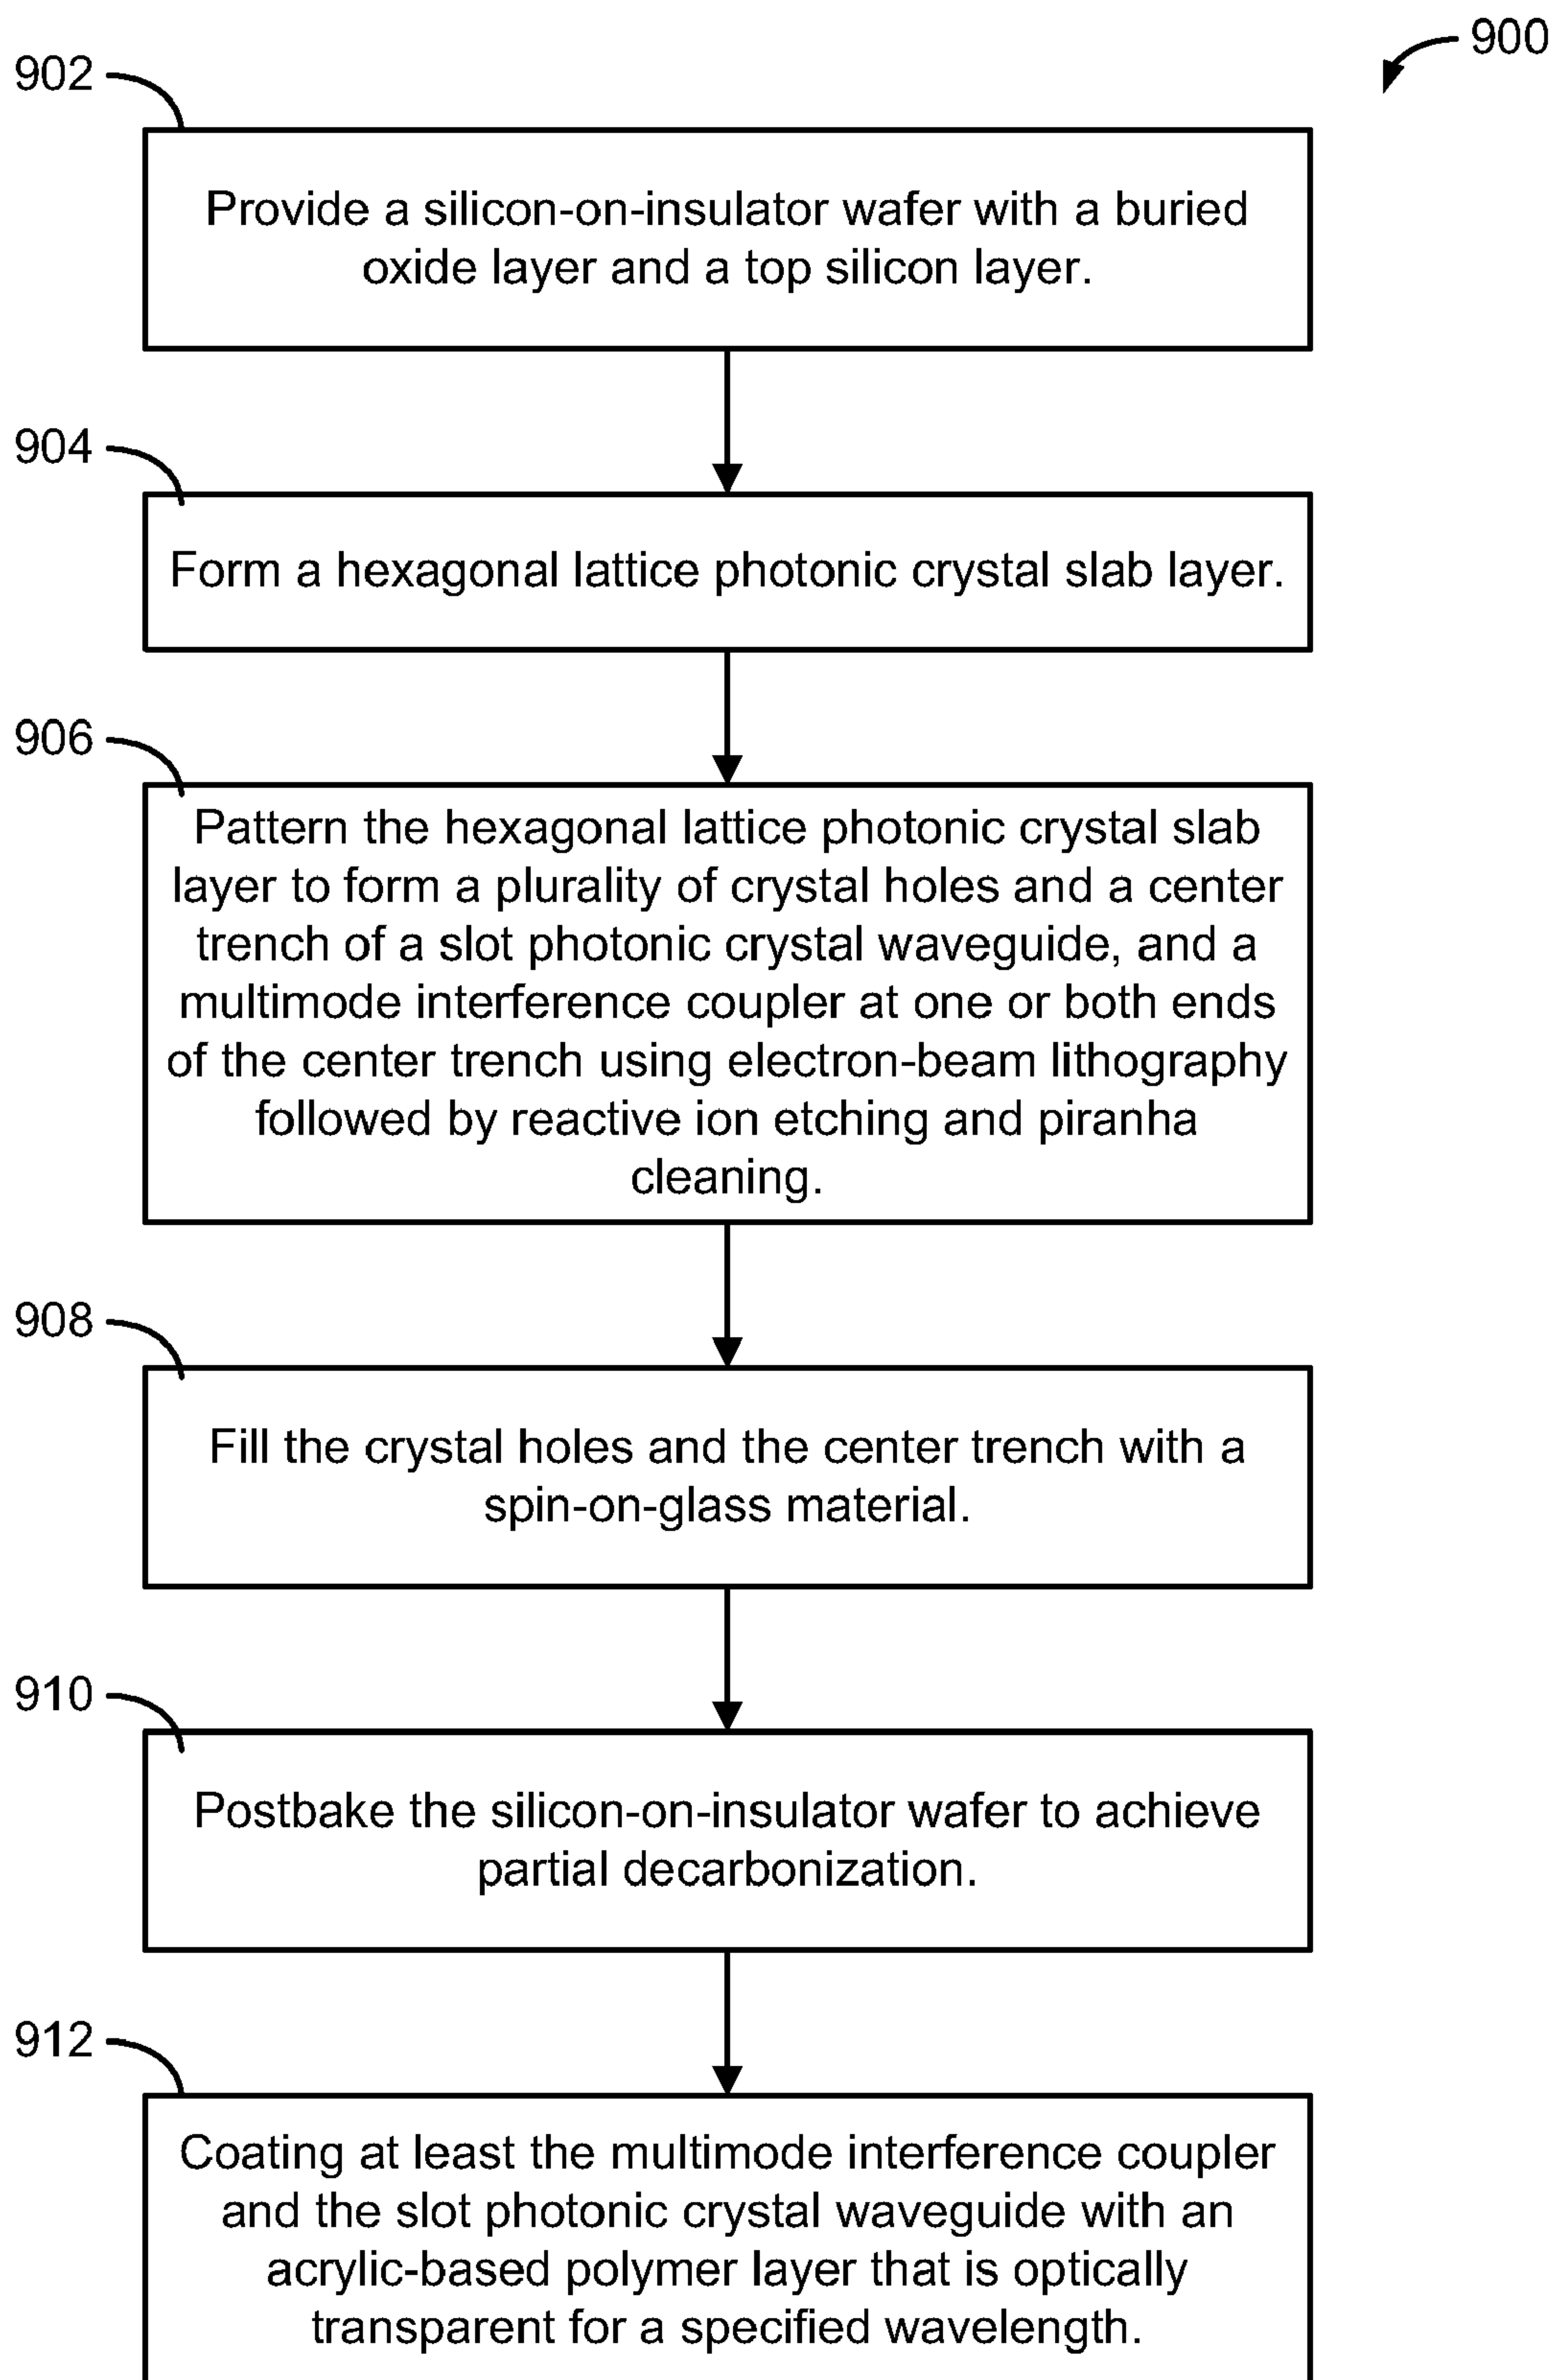 900
902
Provide a silicon-on-insulator wafer with a buried
oxide layer and a top silicon layer.
904
Form a hexagonal lattice photonic crystal slab layer.
906
Pattern the hexagonal lattice photonic crystal slab
layer to form a plurality of crystal holes and a center
trench of a slot photonic crystal waveguide, and a
multimode interference coupler at one or both ends
of the center trench using electron-beam lithography
followed by reactive ion etching and piranha
cleaning.
908
Fill the crystal holes and the center trench with a
spin-on-glass material.
910
Postbake the silicon-on-insulator wafer to achieve
partial decarbonization.
912
Coating at least the multimode interference coupler
and the slot photonic crystal waveguide with an
acrylic-based polymer layer that is optically
transparent for a specified wavelength.